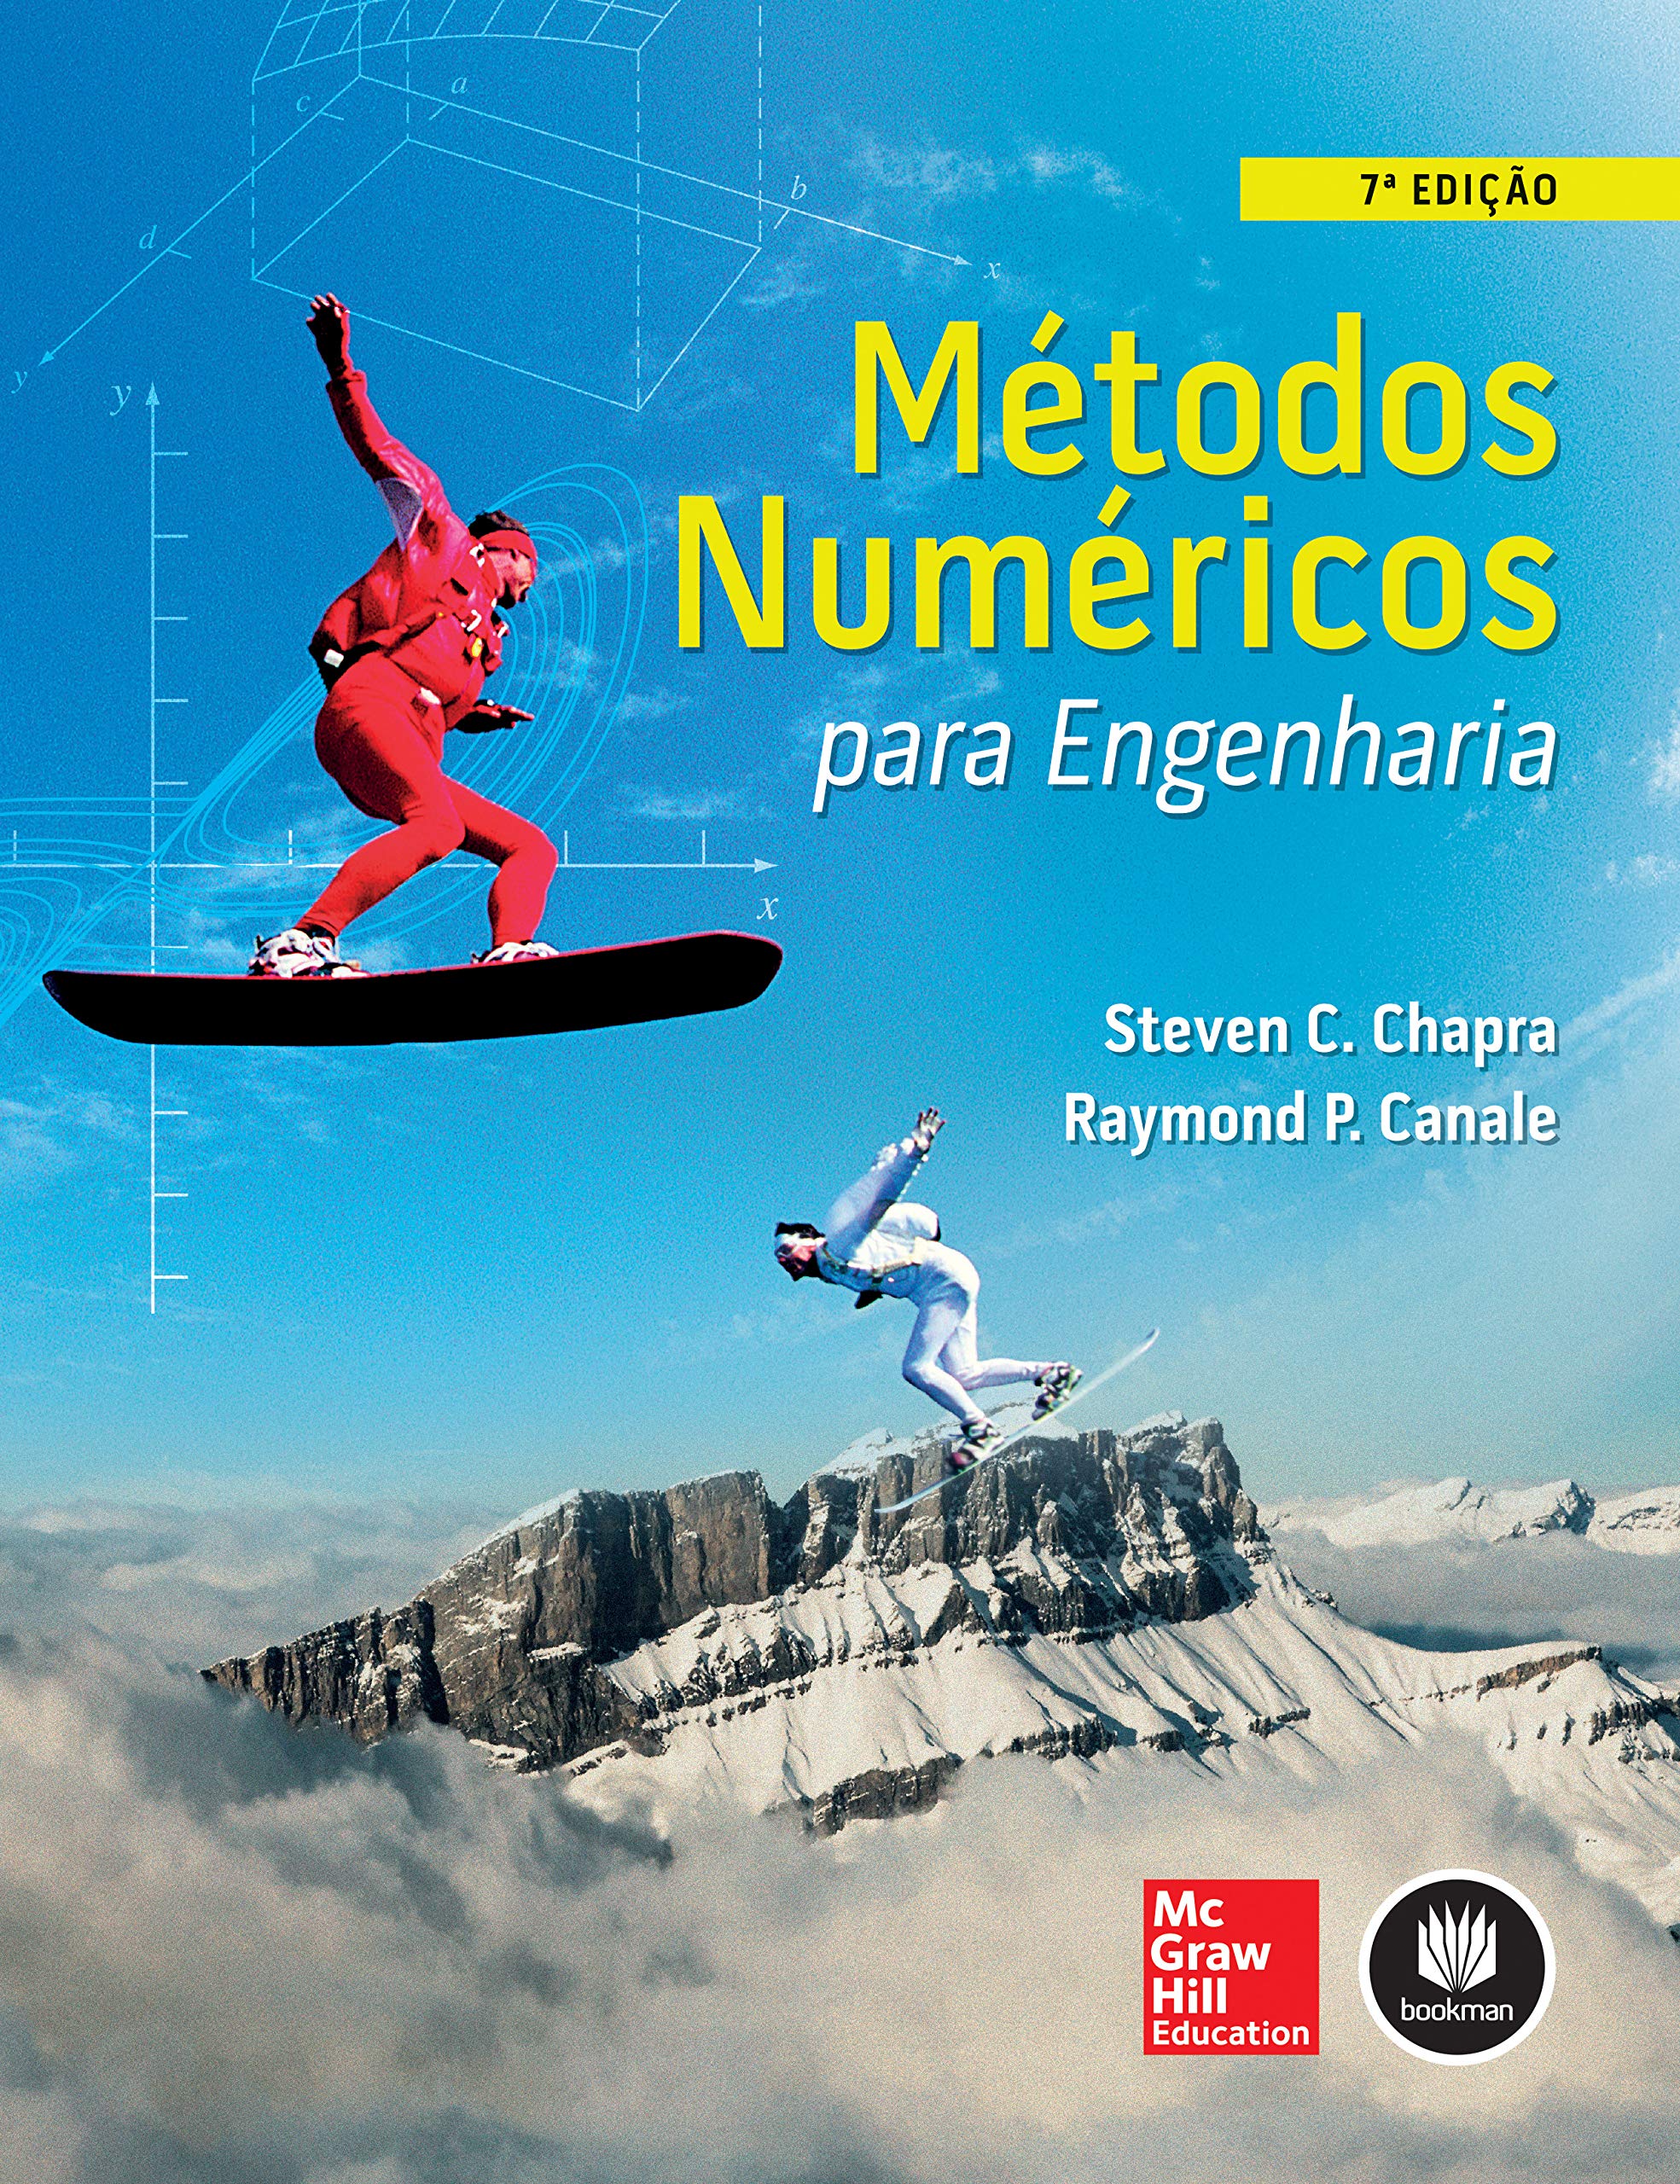 c
a
b
d
x
y
7ª EDIÇÃO
Métodos
Numéricos
para Engenharia
y
x
Steven C. Chapra
Raymond P. Canale
Mc
Graw
Hill
Education
bookman